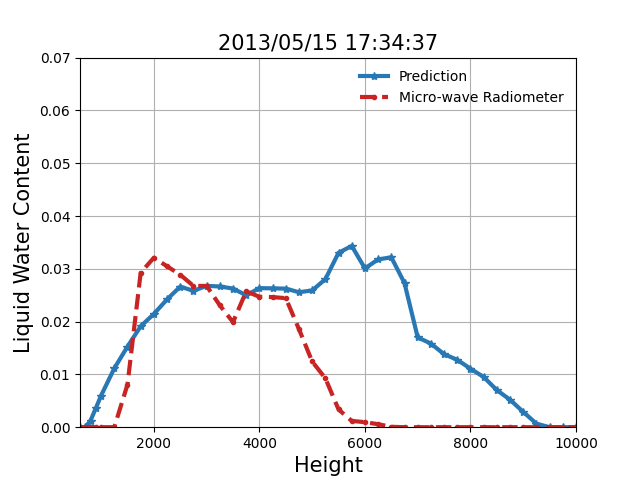 2013/05/15 17:34:37
Prediction
Micro-wave Radiometer
Liquid Water Content
0.07
0.06
0.05
0.04
0.03
0.02
0.01
0.00
2000 4000 6000 8000 10000
Height